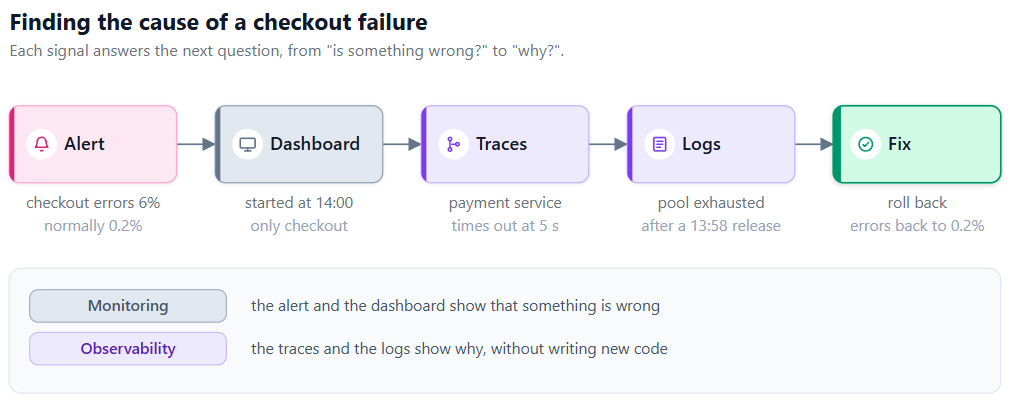 Finding the cause of a checkout failure
Each signal answers the next question, from "is something wrong?" to "why?".
Alert
Dashboard
Traces
Logs
Fix
checkout errors 6%
normally 0.2%
started at 14:00
only checkout
payment service
times out at 5 s
pool exhausted
after a 13:58 release
roll back
errors back to 0.2%
Monitoring
the alert and the dashboard show that something is wrong
Observability
the traces and the logs show why, without writing new code